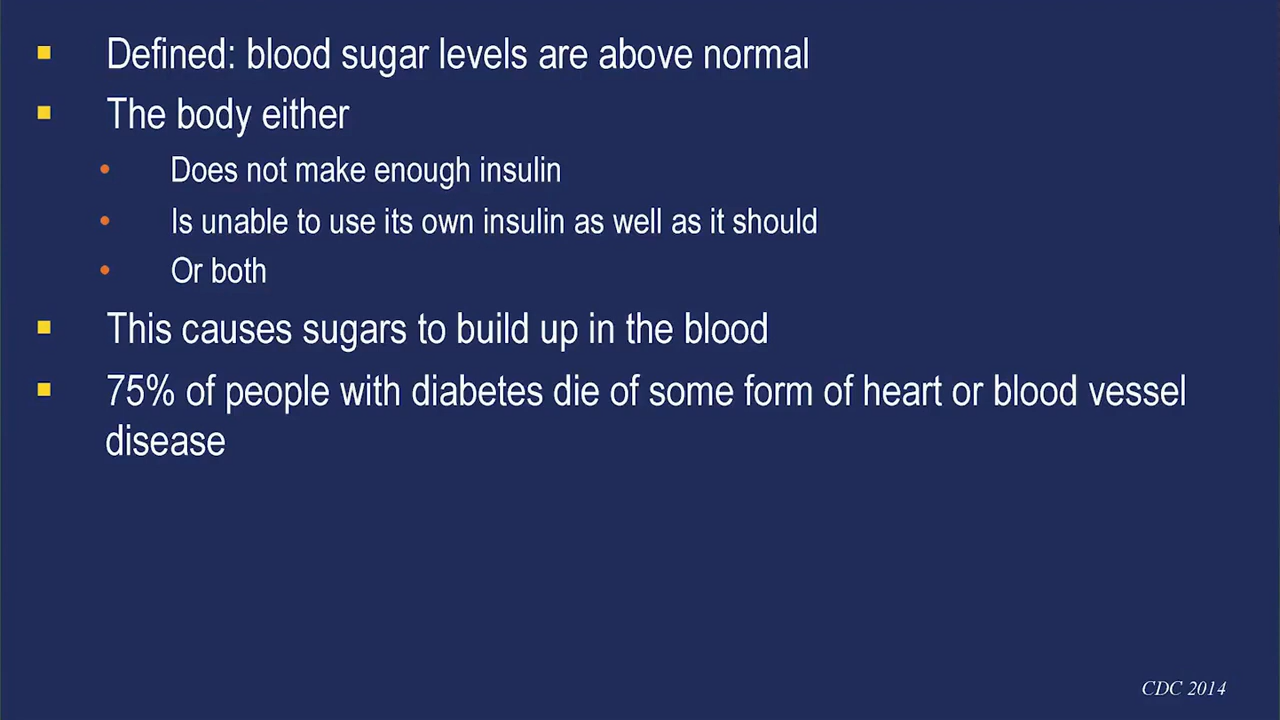 Defined: blood sugar levels are above normal
The body either
Does not make enough insulin
Is unable to use its own insulin as well as it should
Or both
This causes sugars to build up in the blood
75% of people with diabetes die of some form of heart or blood vessel
disease
CDC 2014